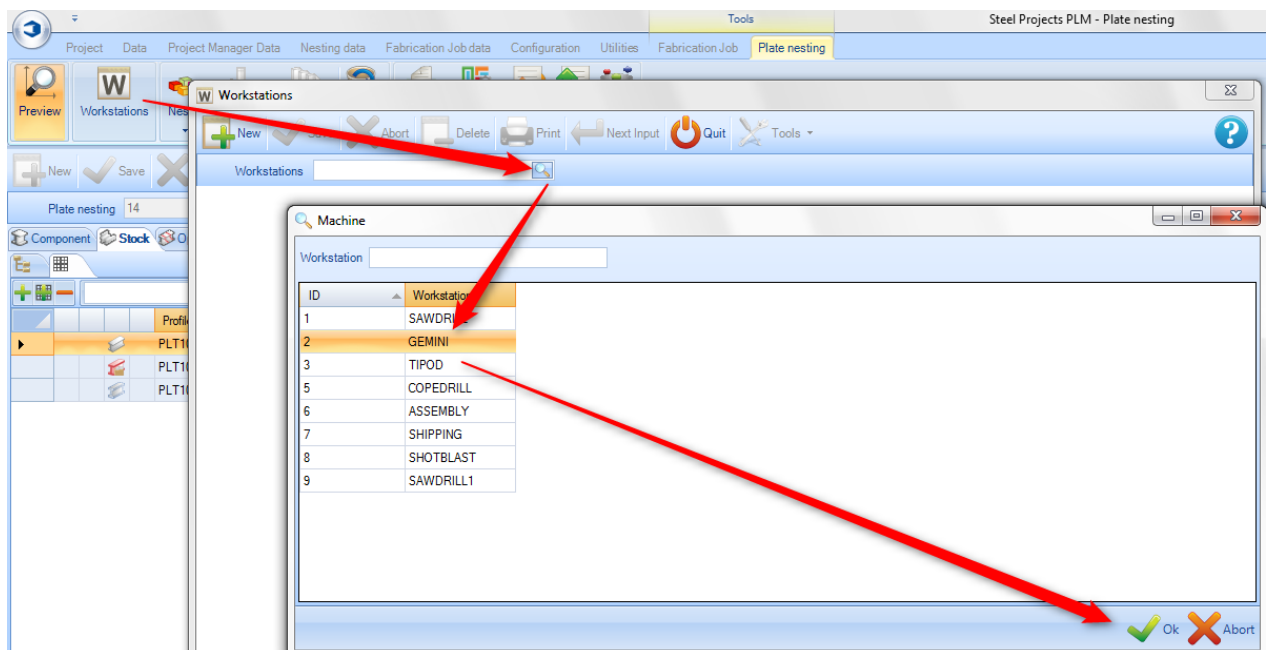 Tools
Steel Projects PLM - Plate nesting
Project Data Project Manager Data Nesting data Fabrication Job data Configuration Utilities Fabrication Job Plate nesting
Preview
W
Workstations
W Workstations
New Abort Delete Print Next Input Quit Tools
?
New Save
Workstations
Plate nesting 14
Component Stock
Machine
Workstation
ID Workstation
1
2 GEMINI
3 TIPOD
5 COPEDRILL
6 ASSEMBLY
7 SHIPPING
8 SHOTBLAST
9 SAWDRILL1
PLT10
PLT10
PLT10
Ok Abort